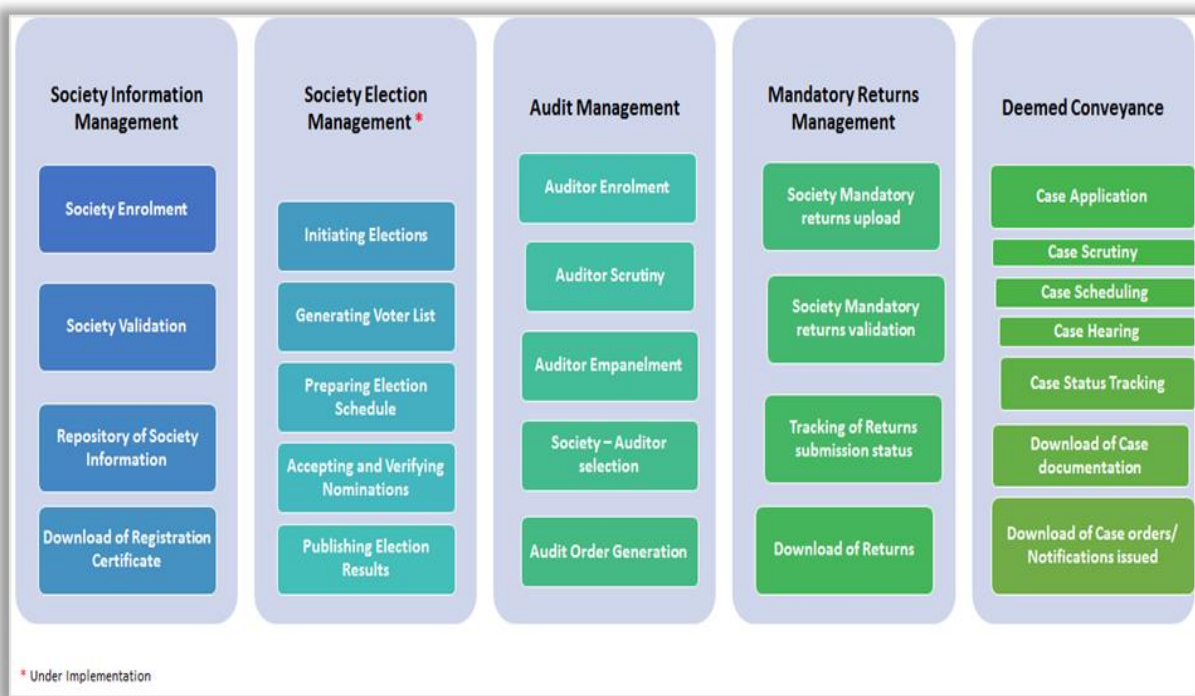 Society Information
Management
Society Enrolment
Society Validation
Repository of Society
Information
Download of Registration
Certificate
Society Election
Management *
Initiating Elections
Generating Voter List
Preparing Election
Schedule
Accepting and Verifying
Nominations
Publishing Election
Results
Audit Management
Auditor Enrolment
Auditor Scrutiny
Auditor Empanelment
Society – Auditor
selection
Audit Order Generation
Mandatory Returns
Management
Society Mandatory
returns upload
Society Mandatory
returns validation
Tracking of Returns
submission status
Download of Returns
Deemed Conveyance
Case Application
Case Scrutiny
Case Scheduling
Case Hearing
Case Status Tracking
Download of Case
documentation
Download of Case orders/
Notifications issued
* Under Implementation